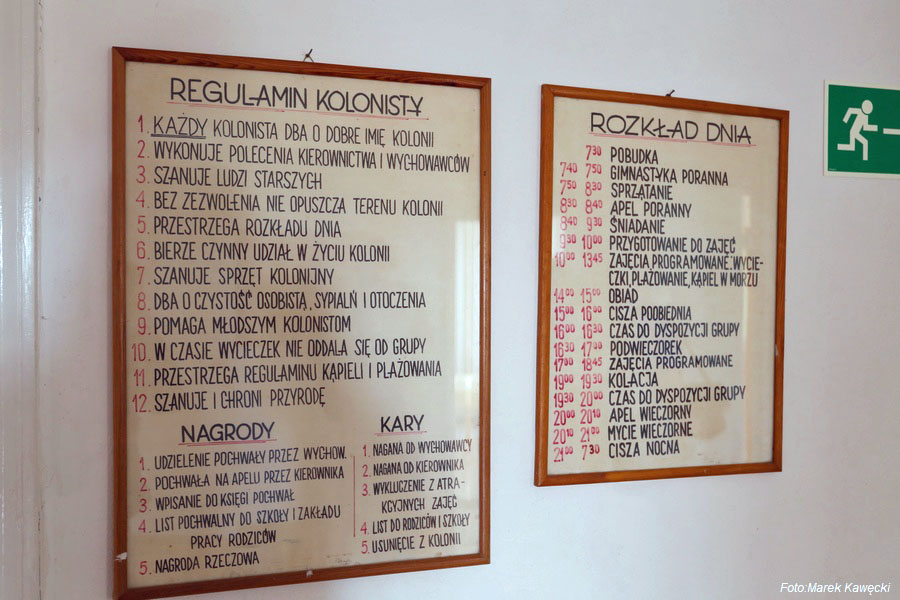 REGULAMIN KOLONISTY
1. KAŻDY KOLONISTA DBA O DOBRE IMIĘ KOLONII
2. WYKONUJE POLECENIA KIEROWNICTWA I WYCHOWAWCÓW
3. SZANUJE LUDZI STARSZYCH
4. BEZ ZEZWOLENIA NIE OPUSZCZA TERENU KOLONII
5. PRZESTRZEGA ROZKŁADU DNIA
6. BIERZE CZYNNY UDZIAŁ W ŻYCIU KOLONII
7. SZANUJE SPRZĘT KOLONIJNY
8. DBA O CZYSTOŚĆ OSOBISTĄ, SYPIALŃ I OTOCZENIA
9. POMAGA MŁODSZYM KOLONISTOM
10. W CZASIE WYCIECZEK NIE ODDALA SIĘ OD GRUPY
11. PRZESTRZEGA REGULAMINU KĄPIELI I PLAŻOWANIA
12. SZANUJE I CHRONI PRZYRODĘ
NAGRODY
1. UDZIELENIE POCHWAŁY PRZEZ WYCHOW.
2. POCHWAŁA NA APELU PRZEZ KIEROWNIKA
3. WPISANIE DO KSIĘGI POCHWAŁ
4. LIST POCHWALNY DO SZKOŁY I ZAKŁADU
PRACY RODZICÓW
5. NAGRODA RZECZOWA
KARY
1. NAGANA OD WYCHOWAWCY
2. NAGANA OD KIEROWNIKA
3. WYKLUCZENIE Z ATRA-
KCYJNYCH ZAJĘĆ
4. LIST DO RODZICÓW I SZKOŁY
5. USUNIĘCIE Z KOLONII
ROZKŁAD DNIA
7³⁰ POBUDKA
7⁴⁰ 7⁵⁰ GIMNASTYKA PORANNA
7⁵⁰ 8³⁰ SPRZĄTANIE
8³⁰ 8⁴⁰ APEL PORANNY
8⁴⁰ 9³⁰ ŚNIADANIE
9³⁰ 10⁰⁰ PRZYGOTOWANIE DO ZAJĘĆ
10⁰⁰ 13⁴⁵ ZAJĘCIA PROGRAMOWANE: WYCIE-
CZKI, PLAŻOWANIE, KĄPIEL W MORZU
14⁰⁰ 15⁰⁰ OBIAD
15⁰⁰ 16⁰⁰ CISZA POOBIEDNIA
16⁰⁰ 16³⁰ CZAS DO DYSPOZYCJI GRUPY
16³⁰ 17⁰⁰ PODWIECZOREK
17⁰⁰ 18⁴⁵ ZAJĘCIA PROGRAMOWANE
19⁰⁰ 19³⁰ KOLACJA
19³⁰ 20⁰⁰ CZAS DO DYSPOZYCJI GRUPY
20⁰⁰ 20¹⁰ APEL WIECZORNY
20¹⁰ 21⁰⁰ MYCIE WIECZORNE
21⁰⁰ 7³⁰ CISZA NOCNA
Foto:Marek Kawęcki